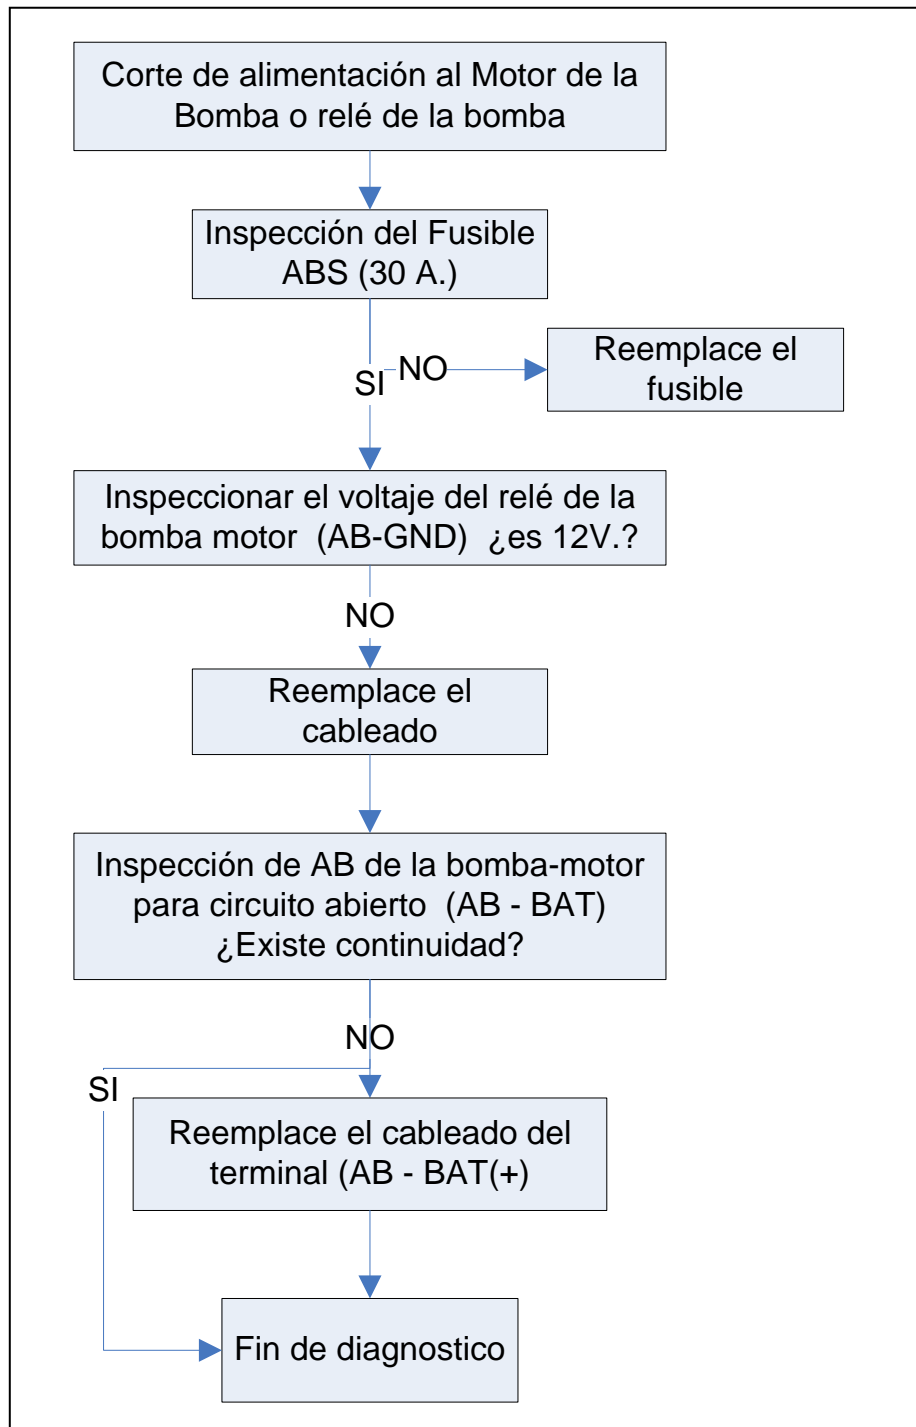 Corte de alimentación al Motor de la
Bomba o relé de la bomba
Inspección del Fusible
ABS (30 A.)
Reemplace el
fusible
NO
SI
Inspeccionar el voltaje del relé de la
bomba motor (AB-GND) ¿es 12V.?
NO
Reemplace el
cableado
Inspección de AB de la bomba-motor
para circuito abierto (AB - BAT)
¿Existe continuidad?
NO
SI
Reemplace el cableado del
terminal (AB - BAT(+)
Fin de diagnostico